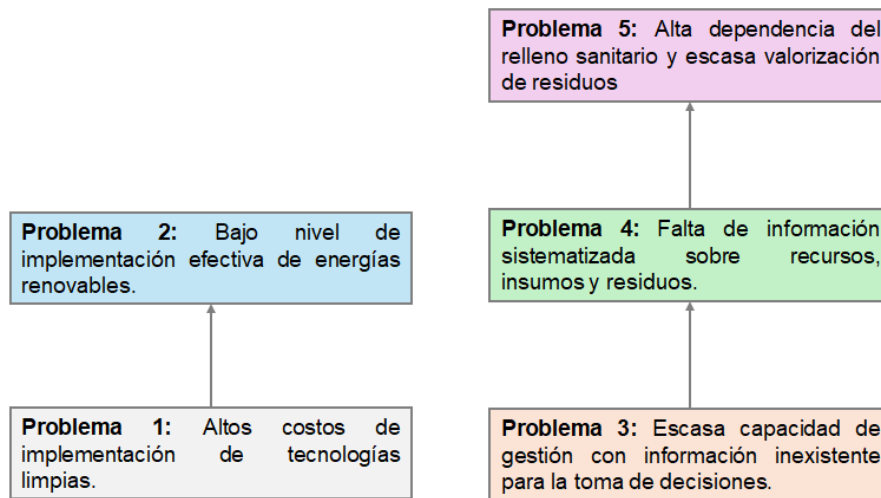 Problema 5: Alta dependencia del
relleno sanitario y escasa valorización
de residuos
Problema 2: Bajo nivel de
implementación efectiva de energías
renovables.
Problema 4: Falta de información
sistematizada sobre recursos,
insumos y residuos.
Problema 1: Altos costos de
implementación de tecnologías
limpias.
Problema 3: Escasa capacidad de
gestión con información inexistente
para la toma de decisiones.